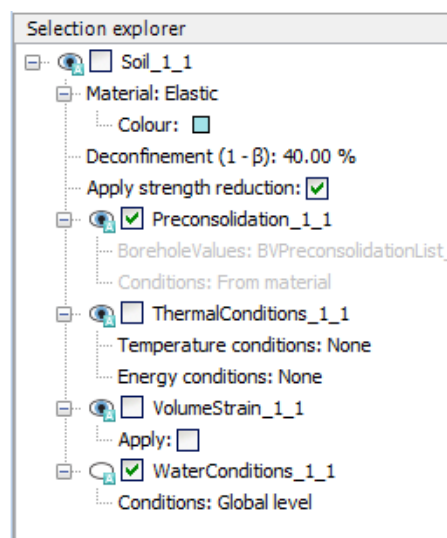 Selection explorer
Soil_1_1
Material: Elastic
Colour:
Deconfinement (1 - β): 40.00 %
Apply strength reduction:
Preconsolidation_1_1
BoreholeValues: BVPreconsolidationList_
Conditions: From material
ThermalConditions_1_1
Temperature conditions: None
Energy conditions: None
VolumeStrain_1_1
Apply:
WaterConditions_1_1
Conditions: Global level